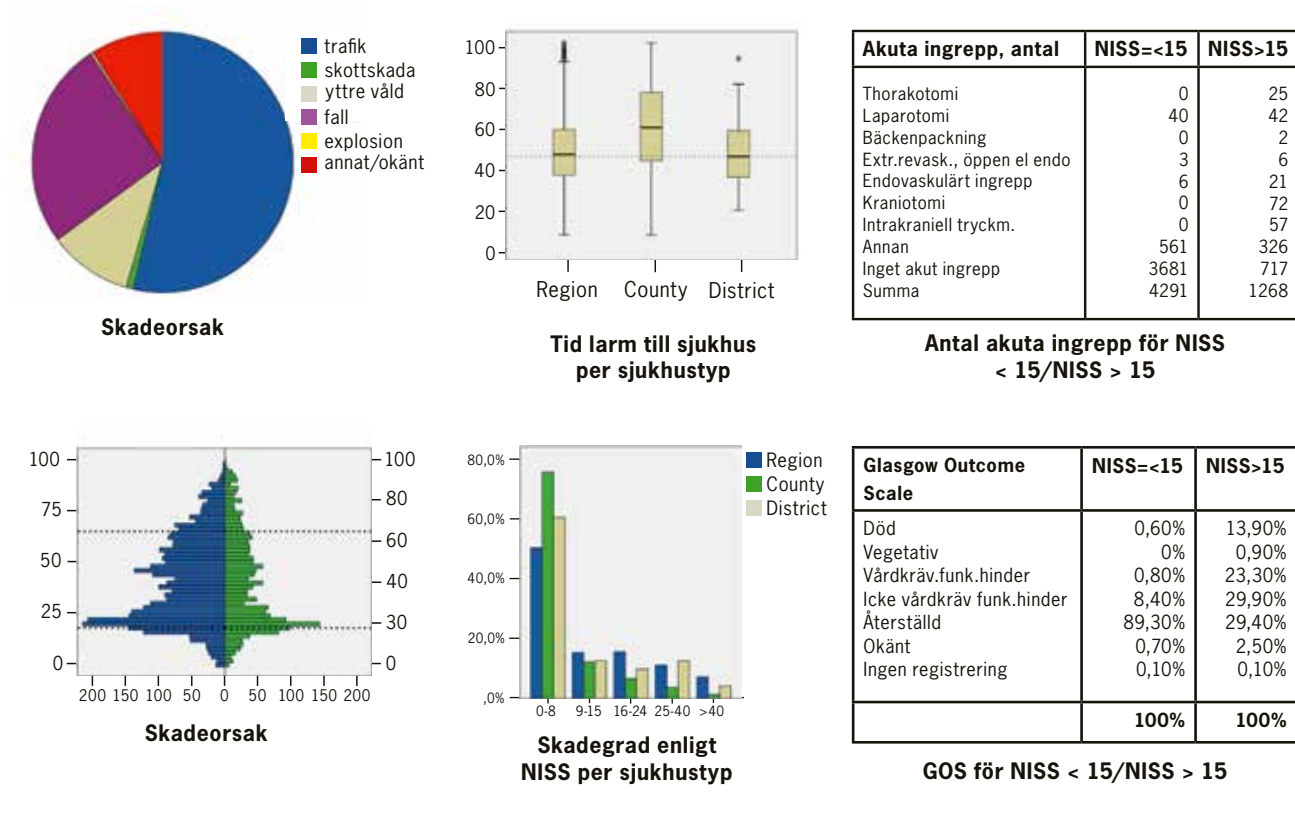 trafik
skottskada
yttre våld
fall
explosion
annat/okänt
Skadeorsak
100
80
60
40
20
0
Region County District
Tid larm till sjukhus
per sjukhustyp
Akuta ingrepp, antal NISS=<15 NISS>15
Thorakotomi 0 25
Laparotomi 40 42
Bäckenpackning 0 2
Extr.revask., öppen el endo 3 6
Endovaskulärt ingrepp 6 21
Kraniotomi 0 72
Intrakraniell tryckm. 0 57
Annan 561 326
Inget akut ingrepp 3681 717
Summa 4291 1268
Antal akuta ingrepp för NISS
< 15/NISS > 15
100 100
80
75
60
50
40
25 30
0 0
200 150 100 50 0 50 100 150 200
Skadeorsak
80,0%
60,0%
40,0%
20,0%
,0%
0-8 9-15 16-24 25-40 >40
Region
County
District
Skadegrad enligt
NISS per sjukhustyp
Glasgow Outcome NISS=<15 NISS>15
Scale
Död 0,60% 13,90%
Vegetativ 0% 0,90%
Vårdkräv.funk.hinder 0,80% 23,30%
Icke vårdkräv funk.hinder 8,40% 29,90%
Återställd 89,30% 29,40%
Okänt 0,70% 2,50%
Ingen registrering 0,10% 0,10%
100% 100%
GOS för NISS < 15/NISS > 15